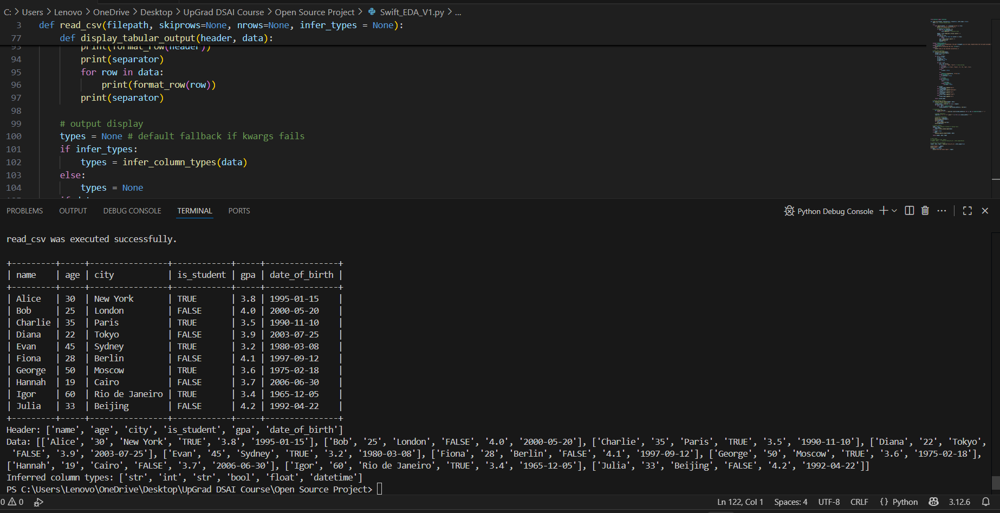 C: > Users > Lenovo > OneDrive > Desktop > UpGrad DSAI Course > Open Source Project > Swift_EDA_V1.py > ...
3 def read_csv(filepath, skiprows=None, nrows=None, infer_types = None):
77 def display_tabular_output(header, data):
93 print(format_row(header))
94 print(separator)
95 for row in data:
96 print(format_row(row))
97 print(separator)
98
99 # output display
100 types = None # default fallback if kwargs fails
101 if infer_types:
102 types = infer_column_types(data)
103 else:
104 types = None
PROBLEMS OUTPUT DEBUG CONSOLE TERMINAL PORTS Python Debug Console
read_csv was executed successfully.
+---------+-----+----------------+------------+-----+---------------+
| name    | age | city           | is_student | gpa | date_of_birth |
+---------+-----+----------------+------------+-----+---------------+
| Alice   | 30  | New York       | TRUE       | 3.8 | 1995-01-15    |
| Bob     | 25  | London         | FALSE      | 4.0 | 2000-05-20    |
| Charlie | 35  | Paris          | TRUE       | 3.5 | 1990-11-10    |
| Diana   | 22  | Tokyo          | FALSE      | 3.9 | 2003-07-25    |
| Evan    | 45  | Sydney         | TRUE       | 3.2 | 1980-03-08    |
| Fiona   | 28  | Berlin         | FALSE      | 4.1 | 1997-09-12    |
| George  | 50  | Moscow         | TRUE       | 3.6 | 1975-02-18    |
| Hannah  | 19  | Cairo          | FALSE      | 3.7 | 2006-06-30    |
| Igor    | 60  | Rio de Janeiro | TRUE       | 3.4 | 1965-12-05    |
| Julia   | 33  | Beijing        | FALSE      | 4.2 | 1992-04-22    |
+---------+-----+----------------+------------+-----+---------------+
Header: ['name', 'age', 'city', 'is_student', 'gpa', 'date_of_birth']
Data: [['Alice', '30', 'New York', 'TRUE', '3.8', '1995-01-15'], ['Bob', '25', 'London', 'FALSE', '4.0', '2000-05-20'], ['Charlie', '35', 'Paris', 'TRUE', '3.5', '1990-11-10'], ['Diana', '22', 'Tokyo',
'FALSE', '3.9', '2003-07-25'], ['Evan', '45', 'Sydney', 'TRUE', '3.2', '1980-03-08'], ['Fiona', '28', 'Berlin', 'FALSE', '4.1', '1997-09-12'], ['George', '50', 'Moscow', 'TRUE', '3.6', '1975-02-18'],
['Hannah', '19', 'Cairo', 'FALSE', '3.7', '2006-06-30'], ['Igor', '60', 'Rio de Janeiro', 'TRUE', '3.4', '1965-12-05'], ['Julia', '33', 'Beijing', 'FALSE', '4.2', '1992-04-22']]
Inferred column types: ['str', 'int', 'str', 'bool', 'float', 'datetime']
PS C:\Users\Lenovo\OneDrive\Desktop\UpGrad DSAI Course\Open Source Project>
0 0 Ln 122, Col 1 Spaces: 4 UTF-8 CRLF {} Python 3.12.6